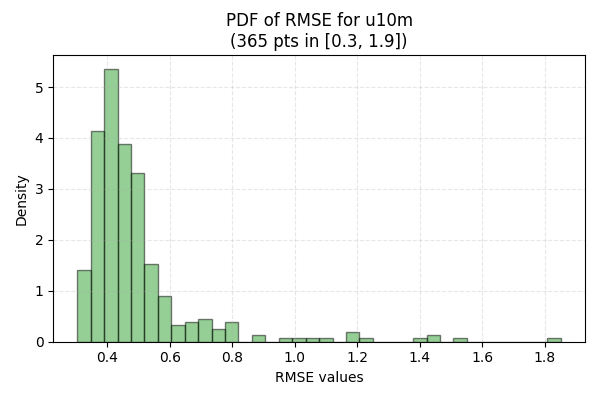 PDF of RMSE for u10m
(365 pts in [0.3, 1.9])
Density
5
4
3
2
1
0
0.4 0.6 0.8 1.0 1.2 1.4 1.6 1.8
RMSE values